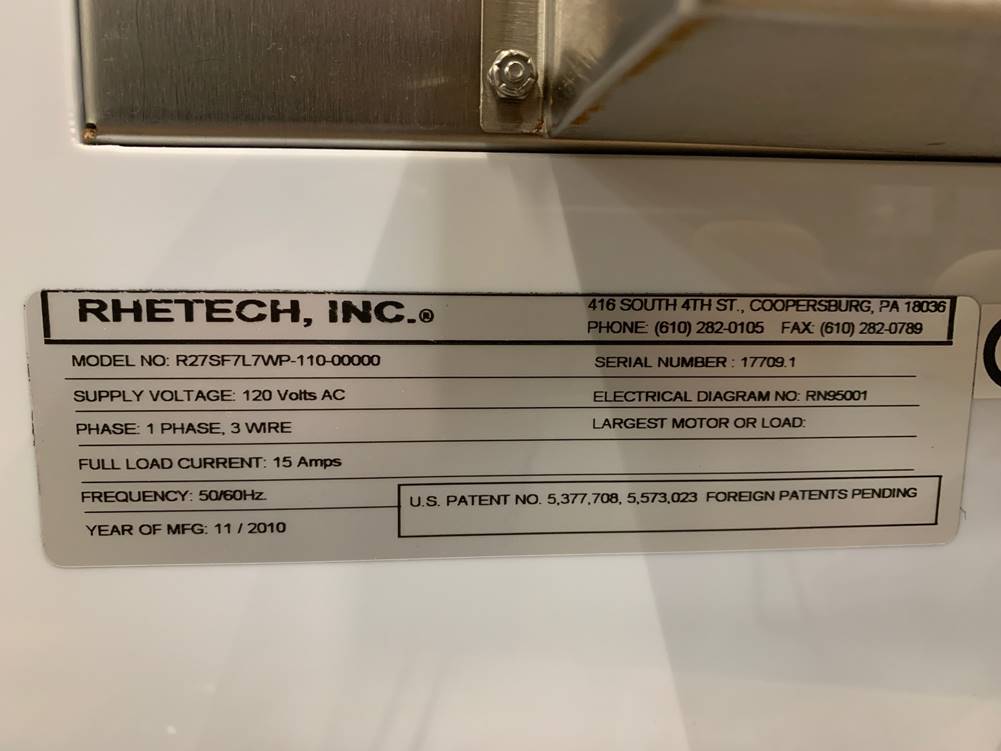 RHETECH, INC.®
416 SOUTH 4TH ST., COOPERSBURG, PA 18036
PHONE: (610) 282-0105 FAX: (610) 282-0789
MODEL NO: R27SF7L7WP-110-00000
SERIAL NUMBER : 17709.1
SUPPLY VOLTAGE: 120 Volts AC
ELECTRICAL DIAGRAM NO: RN95001
PHASE: 1 PHASE, 3 WIRE
LARGEST MOTOR OR LOAD:
FULL LOAD CURRENT: 15 Amps
FREQUENCY: 50/60Hz.
U.S. PATENT NO. 5,377,708, 5,573,023 FOREIGN PATENTS PENDING
YEAR OF MFG: 11 / 2010